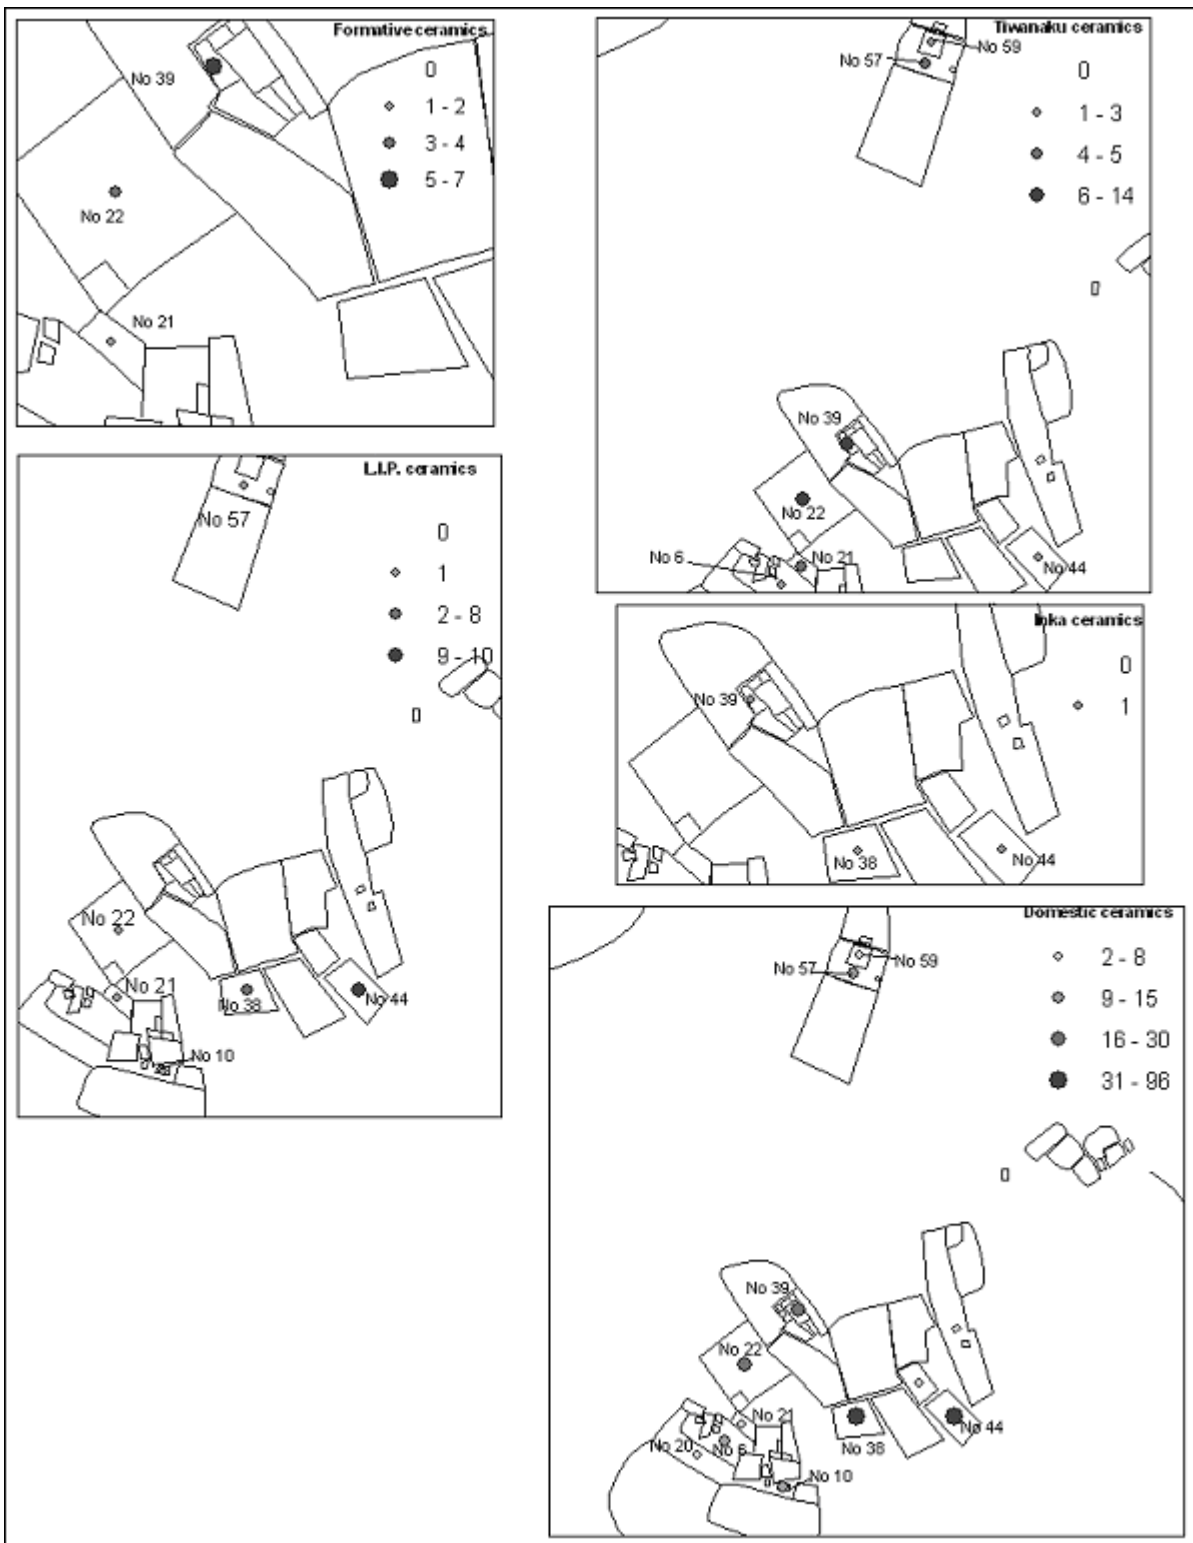 Formative ceramics
0
1 - 2
3 - 4
5 - 7
No 39
No 22
No 21
Tiwanaku ceramics
0
1 - 3
4 - 5
6 - 14
No 59
No 57
No 39
No 22
No 6
No 21
No 44
L.I.P. ceramics
0
1
2 - 8
9 - 10
No 57
No 22
No 21
No 38
No 44
No 10
Inka ceramics
0
1
No 39
No 38
No 44
Domestic ceramics
2 - 8
9 - 15
16 - 30
31 - 96
No 57
No 59
No 39
No 22
No 21
No 20
No 6
No 38
No 44
No 10